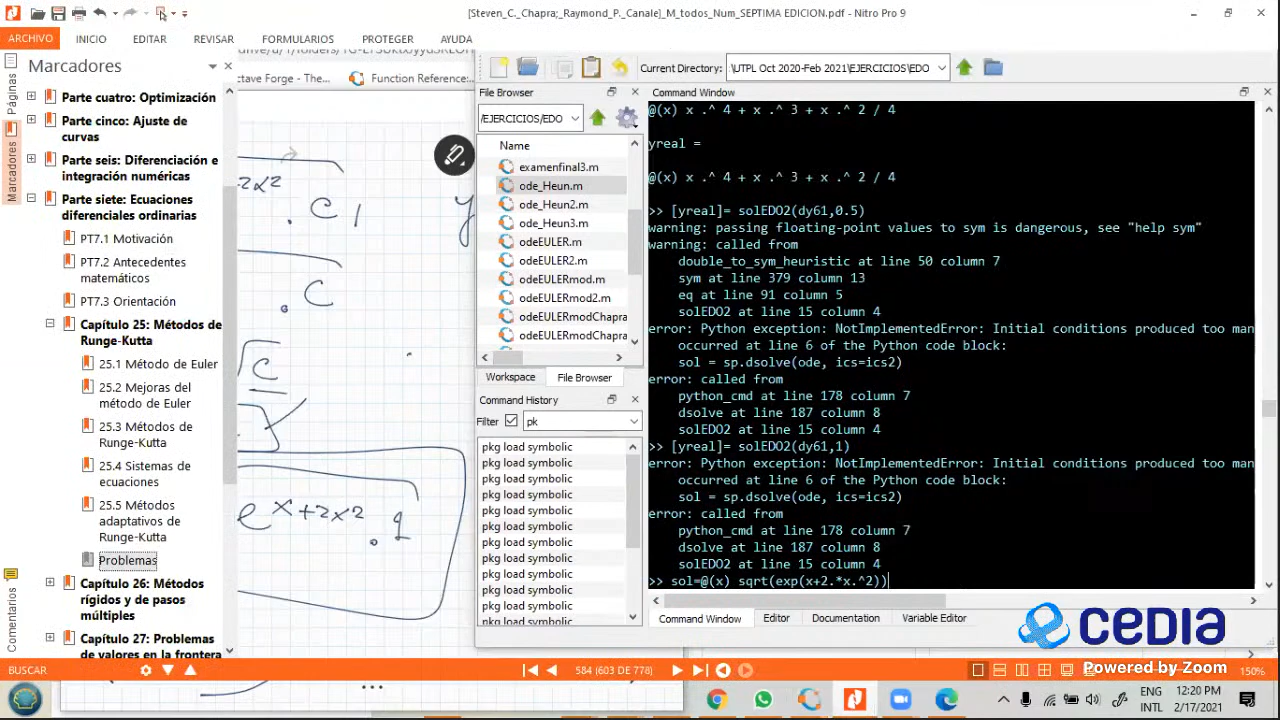 [Steven_C._Chapra;_Raymond_P._Canale]_M_todos_Num_SEPTIMA EDICION.pdf - Nitro Pro 9
ARCHIVO INICIO EDITAR REVISAR FORMULARIOS PROTEGER AYUDA
Páginas
Marcadores
Comentarios
Marcadores
Parte cuatro: Optimización
Parte cinco: Ajuste de
curvas
Parte seis: Diferenciación e
integración numéricas
Parte siete: Ecuaciones
diferenciales ordinarias
PT7.1 Motivación
PT7.2 Antecedentes
matemáticos
PT7.3 Orientación
Capítulo 25: Métodos de
Runge-Kutta
25.1 Método de Euler
25.2 Mejoras del
método de Euler
25.3 Métodos de
Runge-Kutta
25.4 Sistemas de
ecuaciones
25.5 Métodos
adaptativos de
Runge-Kutta
Problemas
Capítulo 26: Métodos
rígidos y de pasos
múltiples
Capítulo 27: Problemas
de valores en la frontera
BUSCAR
584 (603 DE 778)
150%
ctave Forge - The...
Function Reference:
2x²
. C1
y
. C
C
e^x+2x² . 1
Current Directory: \UTPL Oct 2020-Feb 2021\EJERCICIOS\EDO
File Browser
/EJERCICIOS/EDO
Name
examenfinal3.m
ode_Heun.m
ode_Heun2.m
ode_Heun3.m
odeEULER.m
odeEULER2.m
odeEULERmod.m
odeEULERmod2.m
odeEULERmodChapra
odeEULERmodChapra
Workspace File Browser
Command History
Filter pk
pkg load symbolic
pkg load symbolic
pkg load symbolic
pkg load symbolic
pkg load symbolic
pkg load symbolic
pkg load symbolic
pkg load symbolic
pkg load symbolic
pkg load symbolic
pkg load symbolic
pkg load symbolic
Command Window
@(x) x .^ 4 + x .^ 3 + x .^ 2 / 4
yreal =
@(x) x .^ 4 + x .^ 3 + x .^ 2 / 4
>> [yreal]= solEDO2(dy61,0.5)
warning: passing floating-point values to sym is dangerous, see "help sym"
warning: called from
double_to_sym_heuristic at line 50 column 7
sym at line 379 column 13
eq at line 91 column 5
solEDO2 at line 15 column 4
error: Python exception: NotImplementedError: Initial conditions produced too man
occurred at line 6 of the Python code block:
sol = sp.dsolve(ode, ics=ics2)
error: called from
python_cmd at line 178 column 7
dsolve at line 187 column 8
solEDO2 at line 15 column 4
>> [yreal]= solEDO2(dy61,1)
error: Python exception: NotImplementedError: Initial conditions produced too man
occurred at line 6 of the Python code block:
sol = sp.dsolve(ode, ics=ics2)
error: called from
python_cmd at line 178 column 7
dsolve at line 187 column 8
solEDO2 at line 15 column 4
>> sol=@(x) sqrt(exp(x+2.*x.^2))
Command Window Editor Documentation Variable Editor
cedia
Powered by Zoom
ENG
INTL
12:20 PM
2/17/2021